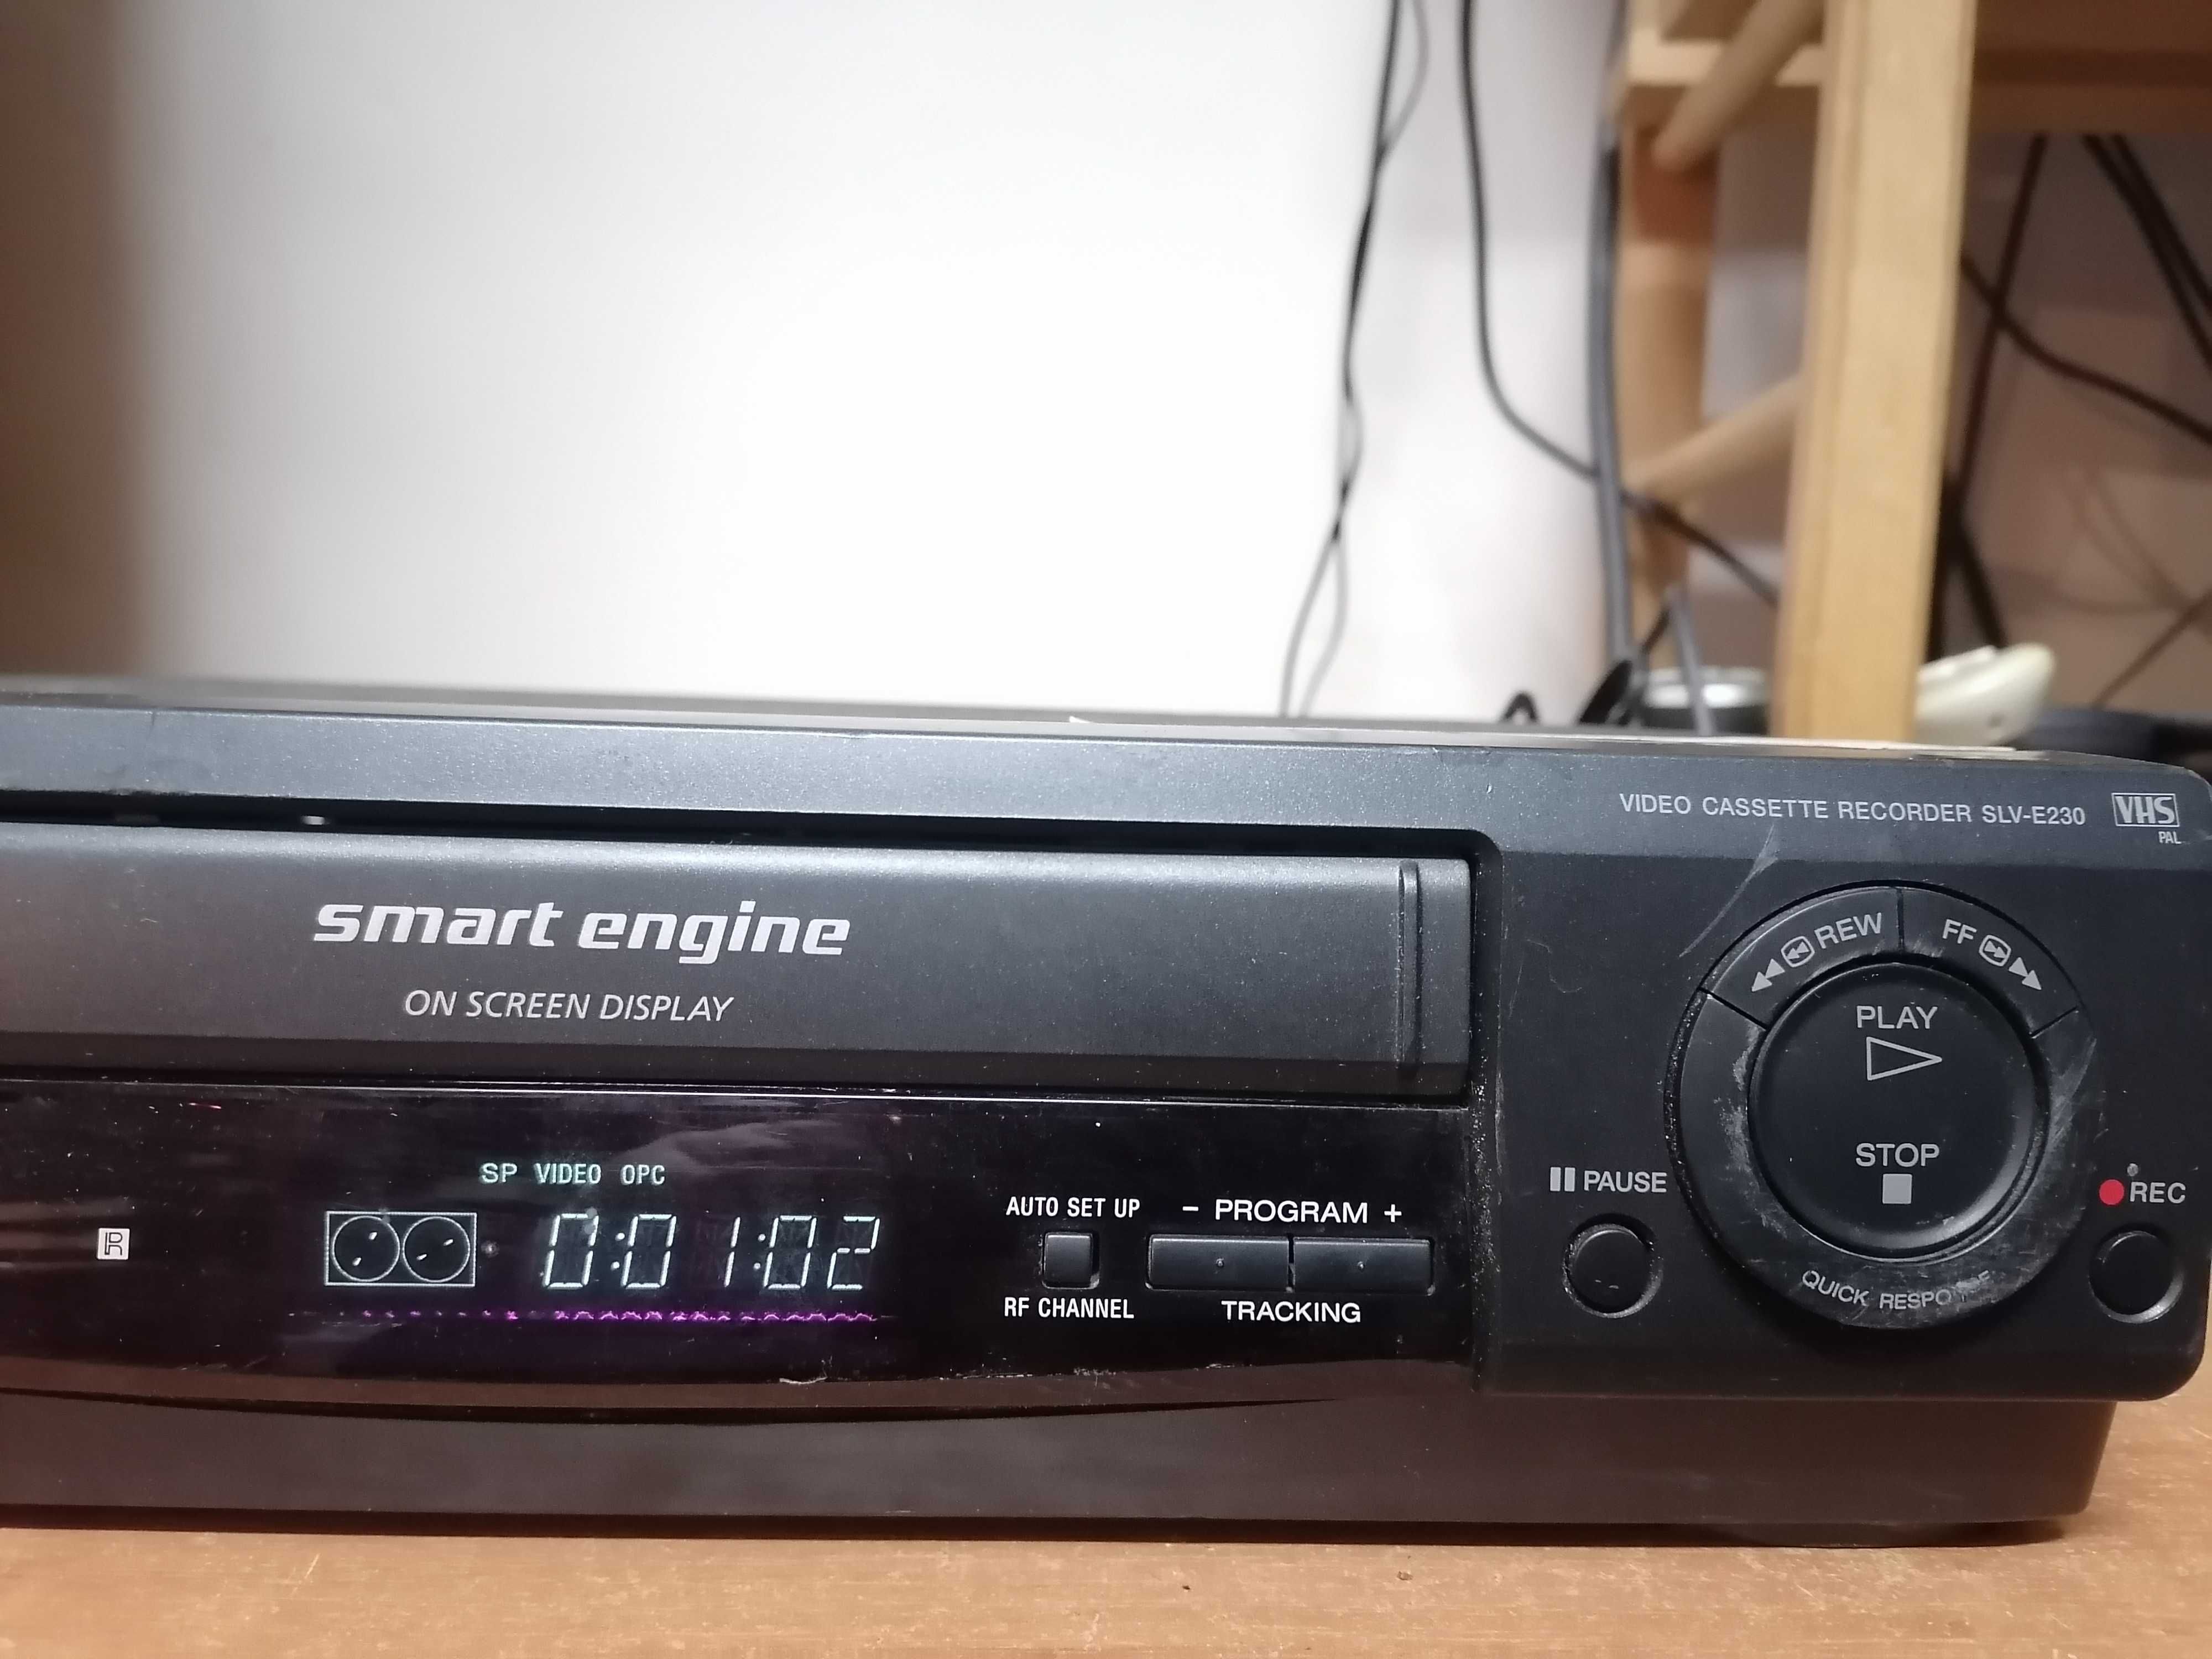 VIDEO CASSETTE RECORDER SLV-E230
VHS
PAL
smart engine
ON SCREEN DISPLAY
REW
FF
PLAY
STOP
PAUSE
REC
QUICK
SP VIDEO OPC
0:01:02
AUTO SET UP
- PROGRAM +
RF CHANNEL
TRACKING
R